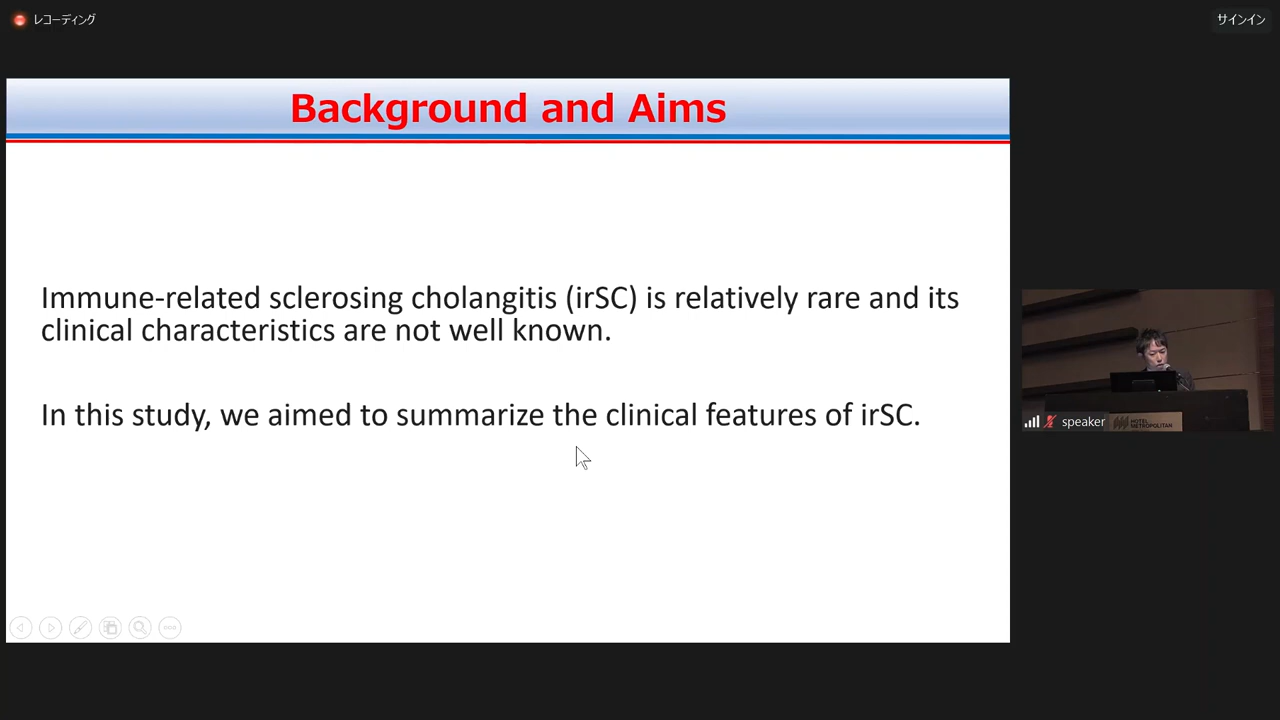 レコーディング
サインイン
Background and Aims
Immune-related sclerosing cholangitis (irSC) is relatively rare and its
clinical characteristics are not well known.
In this study, we aimed to summarize the clinical features of irSC.
speaker
HOTEL
METROPOLITAN